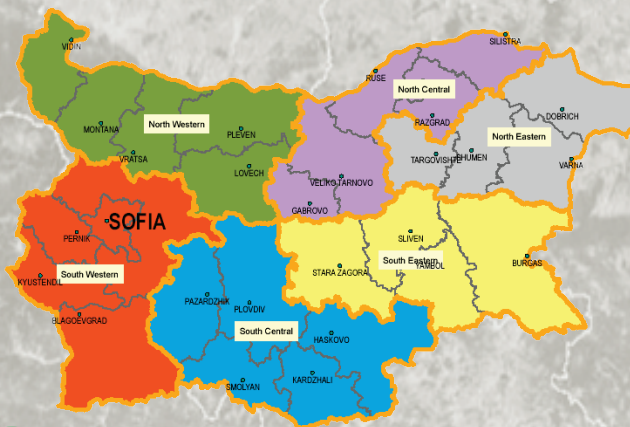 VIDIN
SILISTRA
RUSE
North Central
DOBRICH
MONTANA
North Western
PLEVEN
RAZGRAD
North Eastern
VRATSA
LOVECH
TARGOVISHTE
SHUMEN
VARNA
VELIKO TARNOVO
GABROVO
SOFIA
PERNIK
SLIVEN
KYUSTENDIL
South Western
STARA ZAGORA
South Eastern
YAMBOL
BURGAS
PAZARDZHIK
PLOVDIV
BLAGOEVGRAD
South Central
HASKOVO
SMOLYAN
KARDZHALI